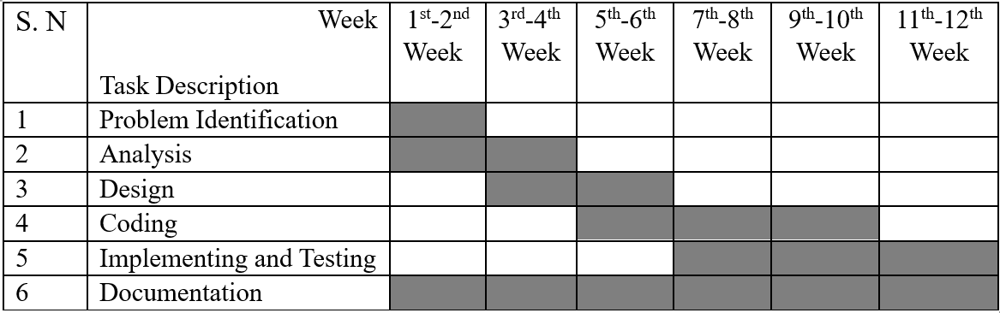 S. N Week 1st-2nd 3rd-4th 5th-6th 7th-8th 9th-10th 11th-12th
Week Week Week Week Week Week
Task Description
1 Problem Identification
2 Analysis
3 Design
4 Coding
5 Implementing and Testing
6 Documentation